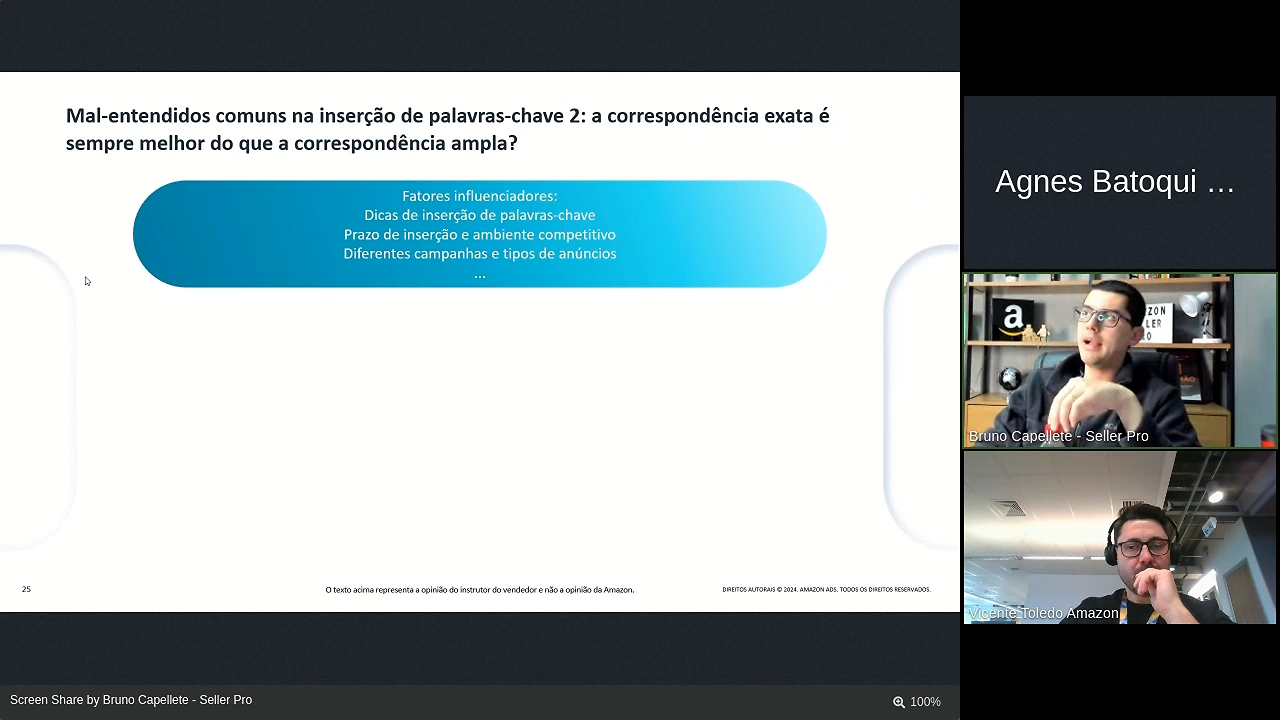 Mal-entendidos comuns na inserção de palavras-chave 2: a correspondência exata é
sempre melhor do que a correspondência ampla?
Fatores influenciadores:
Dicas de inserção de palavras-chave
Prazo de inserção e ambiente competitivo
Diferentes campanhas e tipos de anúncios
...
25
O texto acima representa a opinião do instrutor do vendedor e não a opinião da Amazon.
DIREITOS AUTORAIS © 2024. AMAZON ADS. TODOS OS DIREITOS RESERVADOS.
Screen Share by Bruno Capellete - Seller Pro
100%
Agnes Batoqui ...
a
Bruno Capellete - Seller Pro
Vicente Toledo Amazon